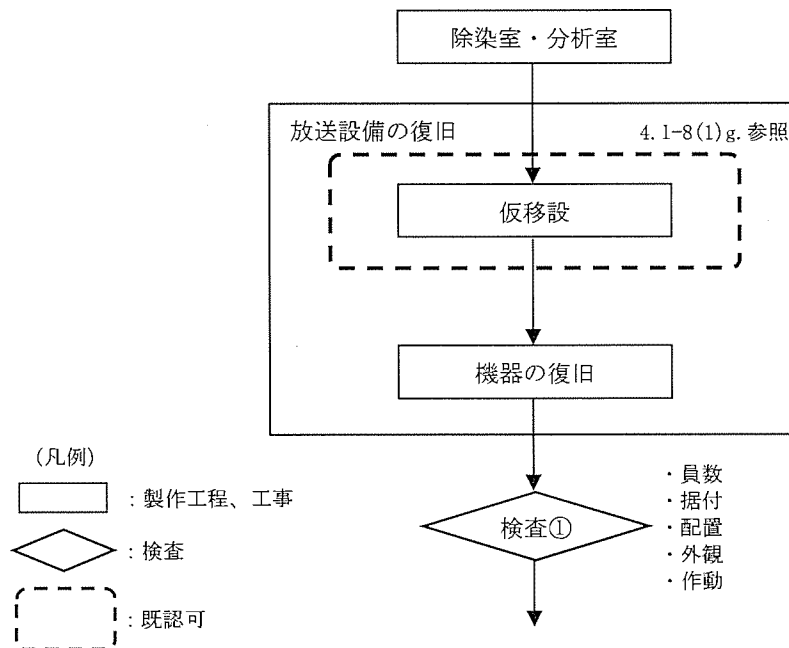 除染室・分析室
放送設備の復旧
4.1-8(1)g.参照
仮移設
機器の復旧
検査①
・員数
・据付
・配置
・外観
・作動
(凡例)
：製作工程、工事
：検査
：既認可